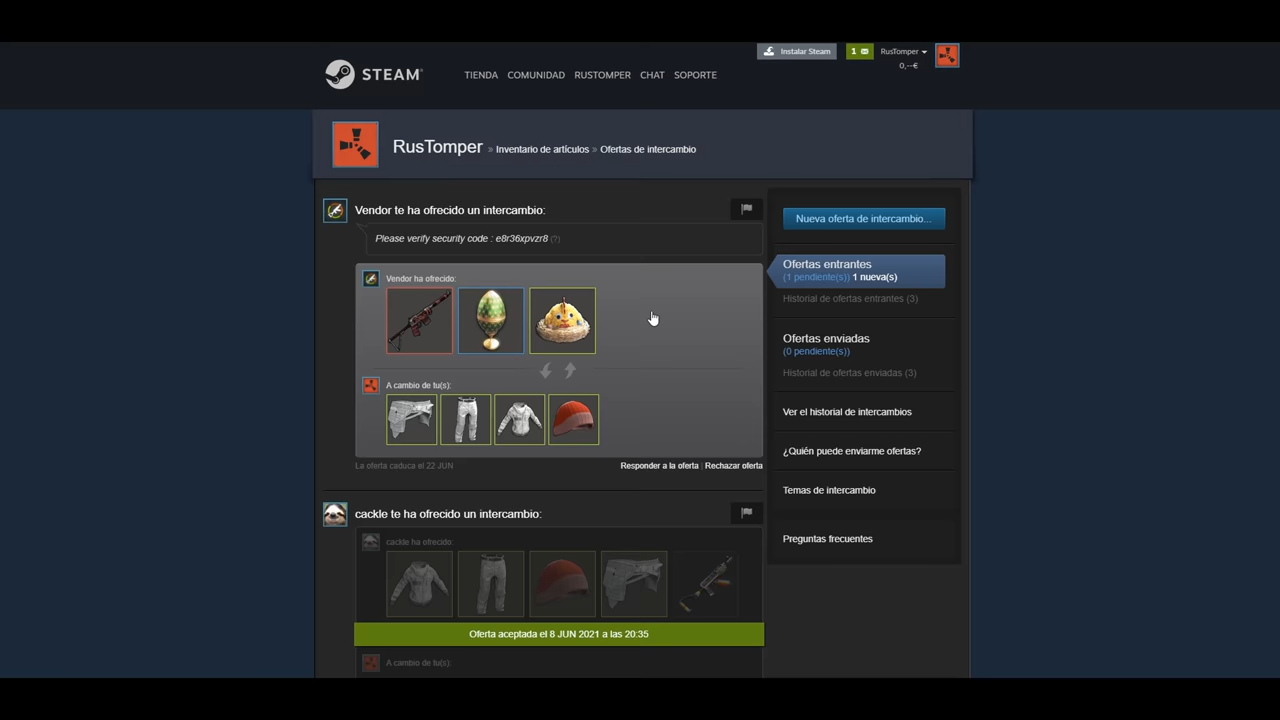 Instalar Steam
1
RusTomper
0,--€
STEAM®
TIENDA COMUNIDAD RUSTOMPER CHAT SOPORTE
RusTomper » Inventario de artículos » Ofertas de intercambio
Vendor te ha ofrecido un intercambio:
Please verify security code : e8r36xpvzr8 (?)
Vendor ha ofrecido:
A cambio de tu(s):
La oferta caduca el 22 JUN
Responder a la oferta | Rechazar oferta
cackle te ha ofrecido un intercambio:
cackle ha ofrecido:
Oferta aceptada el 8 JUN 2021 a las 20:35
A cambio de tu(s):
Nueva oferta de intercambio...
Ofertas entrantes
(1 pendiente(s)) 1 nueva(s)
Historial de ofertas entrantes (3)
Ofertas enviadas
(0 pendiente(s))
Historial de ofertas enviadas (3)
Ver el historial de intercambios
¿Quién puede enviarme ofertas?
Temas de intercambio
Preguntas frecuentes